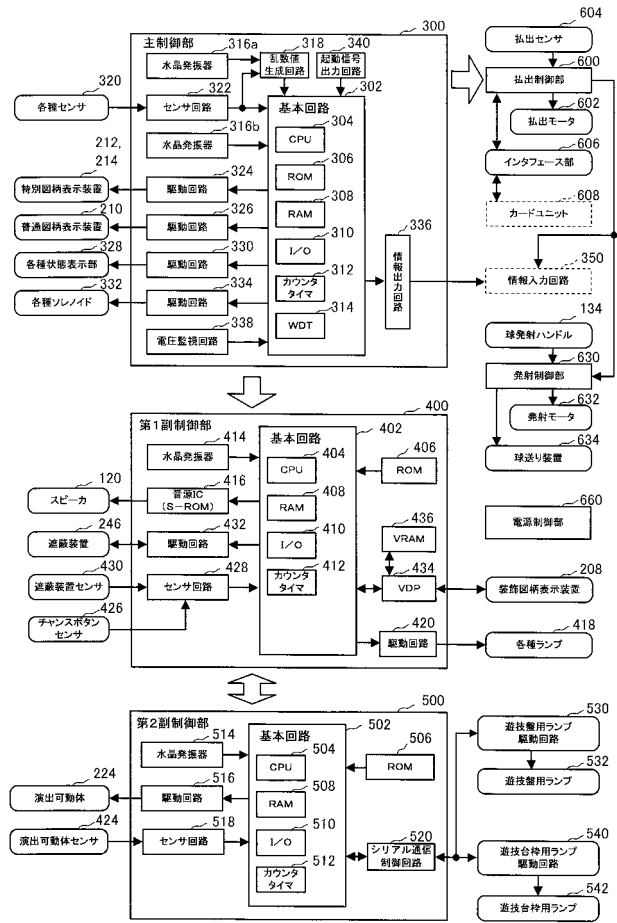 300
主制御部
316a
318
340
水晶発振器
乱数値
生成回路
起動信号
出力回路
320
322
302
各種センサ
センサ回路
基本回路
316b
水晶発振器
304
CPU
212,
214
324
306
ROM
特別図柄表示装置
駆動回路
210
326
308
RAM
普通図柄表示装置
駆動回路
328
330
310
I/O
336
各種状態表示部
駆動回路
332
334
312
カウンタ
タイマ
情報出力回路
各種ソレノイド
駆動回路
338
314
WDT
電圧監視回路
604
払出センサ
600
払出制御部
602
払出モータ
606
インタフェース部
608
カードユニット
350
情報入力回路
134
球発射ハンドル
630
発射制御部
632
発射モータ
634
球送り装置
660
電源制御部
400
第1副制御部
402
基本回路
414
水晶発振器
404
CPU
406
ROM
120
416
スピーカ
音源IC
(S-ROM)
408
RAM
246
432
遮蔽装置
駆動回路
410
I/O
436
VRAM
430
428
遮蔽装置センサ
センサ回路
412
カウンタ
タイマ
434
VDP
208
装飾図柄表示装置
426
チャンスボタン
センサ
420
駆動回路
418
各種ランプ
500
第2副制御部
502
基本回路
514
水晶発振器
504
CPU
506
ROM
530
遊技盤用ランプ
駆動回路
532
遊技盤用ランプ
224
516
演出可動体
駆動回路
508
RAM
424
518
演出可動体センサ
センサ回路
510
I/O
520
シリアル通信
制御回路
512
カウンタ
タイマ
540
遊技台枠用ランプ
駆動回路
542
遊技台枠用ランプ